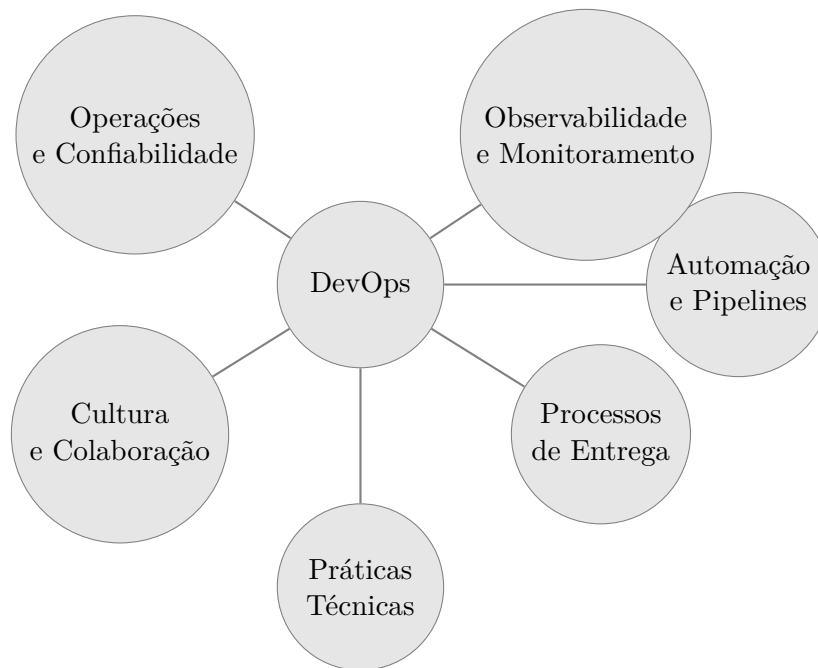 Operações
e Confiabilidade
Observabilidade
e Monitoramento
DevOps
Automação
e Pipelines
Cultura
e Colaboração
Processos
de Entrega
Práticas
Técnicas